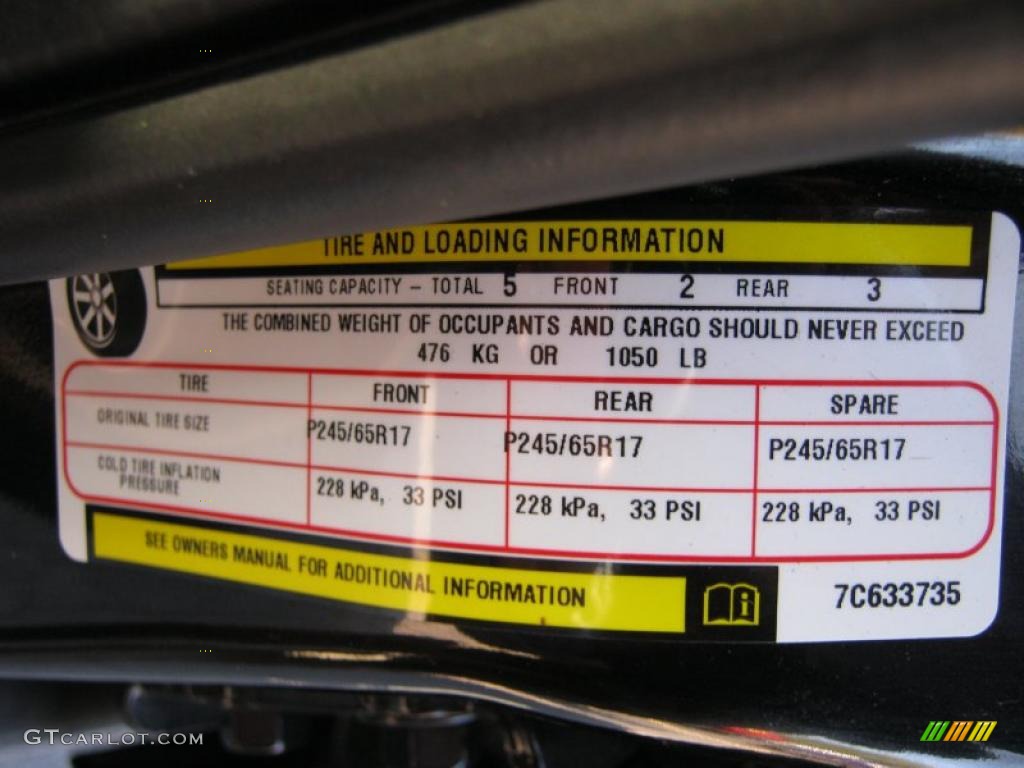 TIRE AND LOADING INFORMATION
SEATING CAPACITY – TOTAL 5 FRONT 2 REAR 3
THE COMBINED WEIGHT OF OCCUPANTS AND CARGO SHOULD NEVER EXCEED
476 KG OR 1050 LB
TIRE FRONT REAR SPARE
ORIGINAL TIRE SIZE P245/65R17 P245/65R17 P245/65R17
COLD TIRE INFLATION
PRESSURE 228 kPa, 33 PSI 228 kPa, 33 PSI 228 kPa, 33 PSI
SEE OWNERS MANUAL FOR ADDITIONAL INFORMATION
7C633735
GTCARLOT.COM